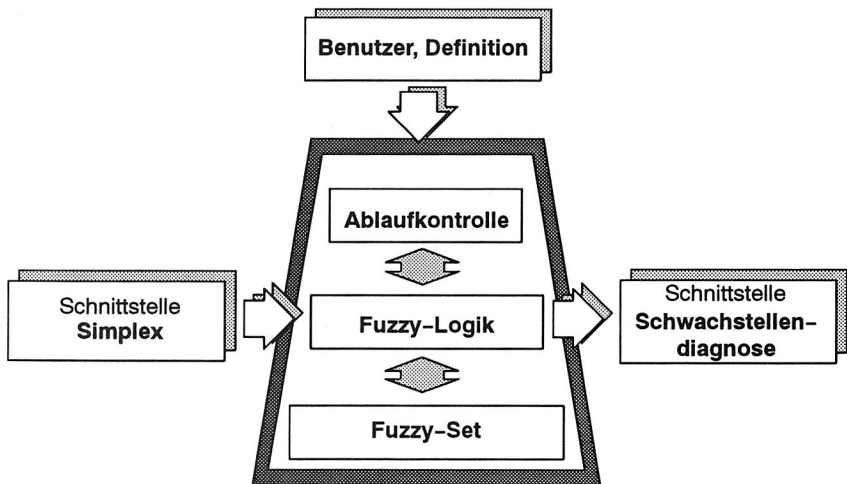 Benutzer, Definition
Ablaufkontrolle
Schnittstelle
Simplex
Fuzzy-Logik
Schnittstelle
Schwachstellen-
diagnose
Fuzzy-Set